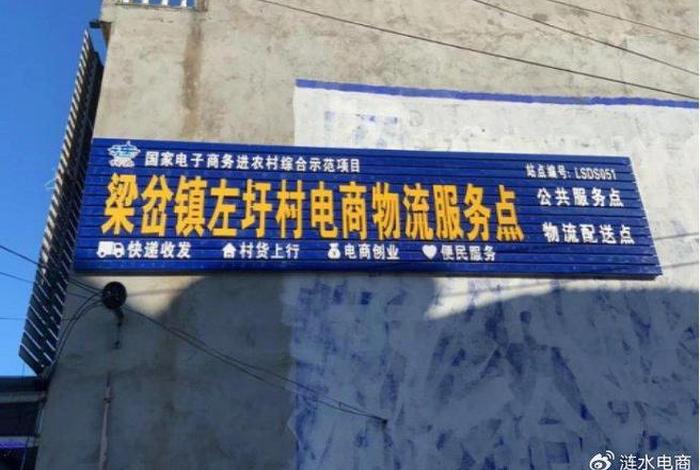 国家电子商务进农村综合示范项目
站点编号:LSDS051
梁岔镇左圩村电商物流服务点
公共服务点
物流配送点
快递收发 村货上行 电商创业 便民服务
涟水电商